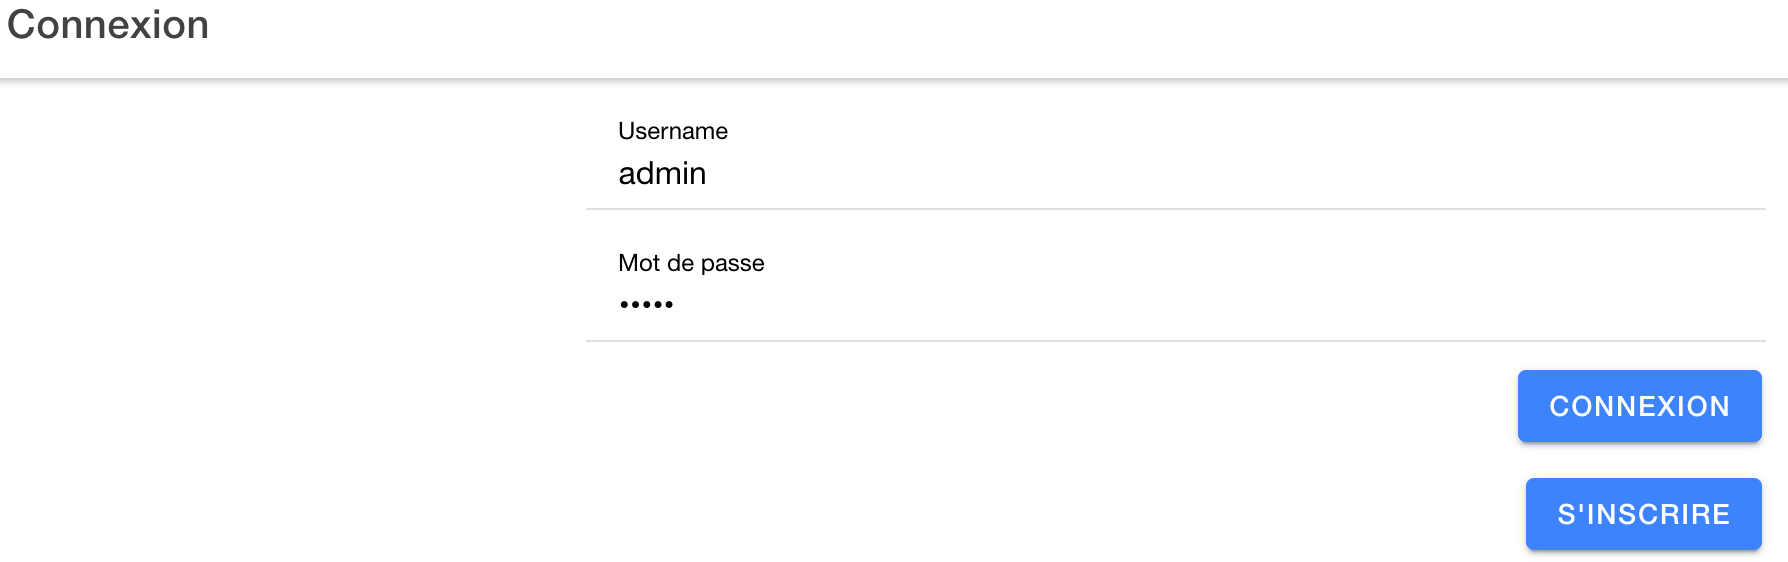 Connexion
Username
admin
Mot de passe
•••••
CONNEXION
S'INSCRIRE